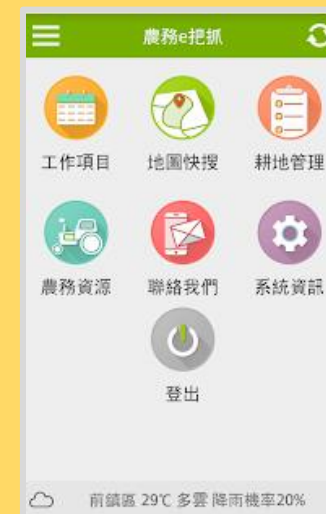 農務e把抓
工作項目 地圖快搜 耕地管理
農務資源 聯絡我們 系統資訊
登出
前鎮區 29℃ 多雲 降雨機率20%